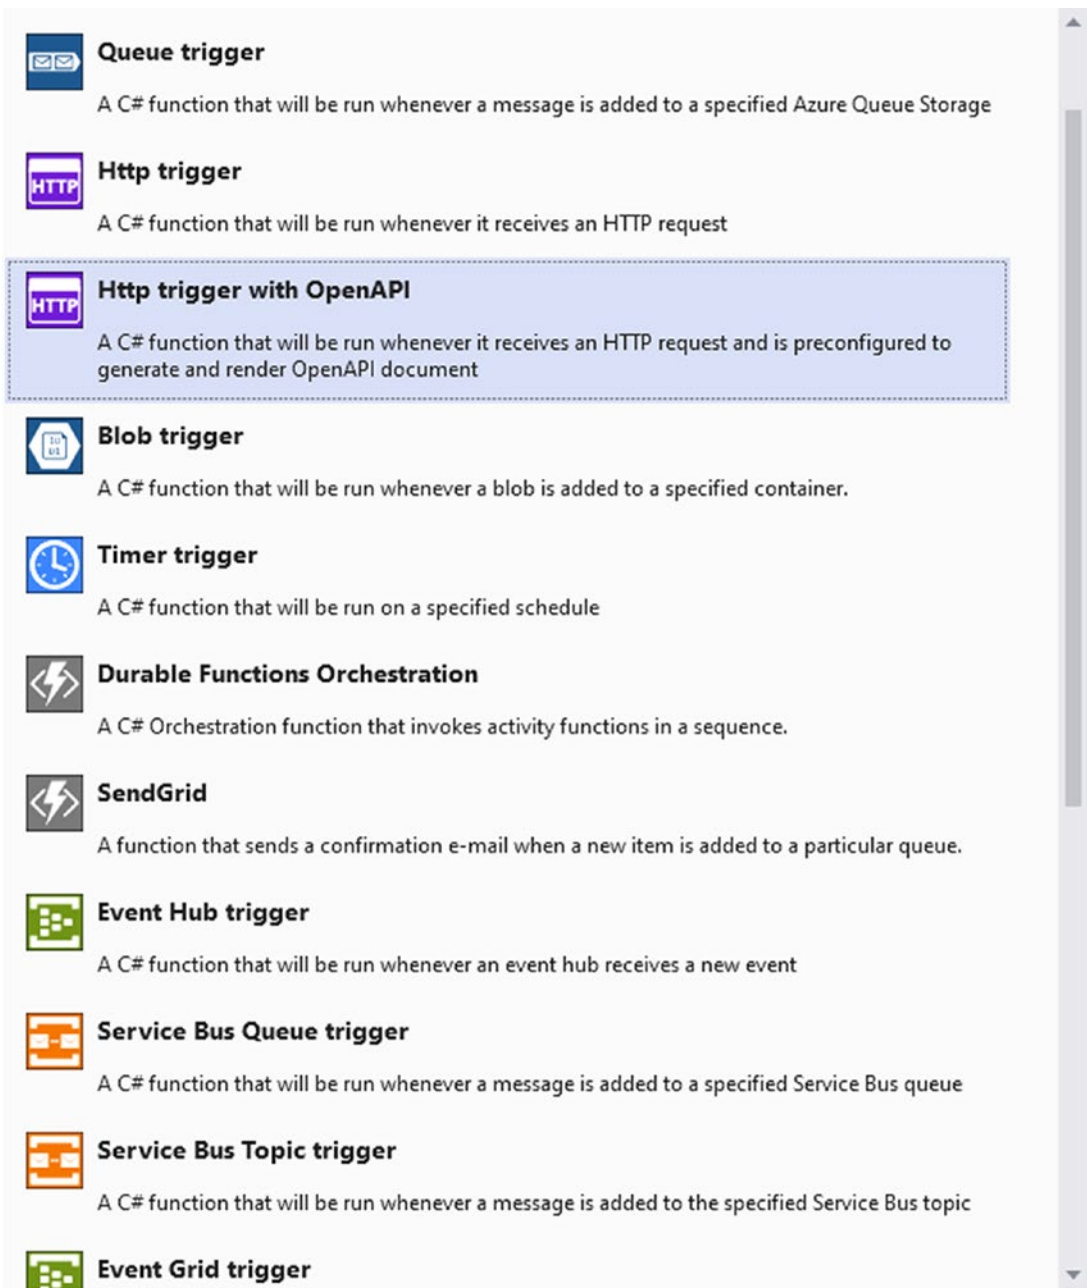 Queue trigger
A C# function that will be run whenever a message is added to a specified Azure Queue Storage
HTTP
Http trigger
A C# function that will be run whenever it receives an HTTP request
HTTP
Http trigger with OpenAPI
A C# function that will be run whenever it receives an HTTP request and is preconfigured to
generate and render OpenAPI document
Blob trigger
A C# function that will be run whenever a blob is added to a specified container.
Timer trigger
A C# function that will be run on a specified schedule
Durable Functions Orchestration
A C# Orchestration function that invokes activity functions in a sequence.
SendGrid
A function that sends a confirmation e-mail when a new item is added to a particular queue.
Event Hub trigger
A C# function that will be run whenever an event hub receives a new event
Service Bus Queue trigger
A C# function that will be run whenever a message is added to a specified Service Bus queue
Service Bus Topic trigger
A C# function that will be run whenever a message is added to the specified Service Bus topic
Event Grid trigger